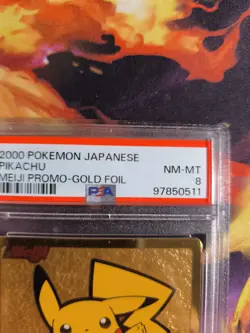 2000 POKEMON JAPANESE
PIKACHU NM-MT
MEIJI PROMO-GOLD FOIL 8
PSA 97850511